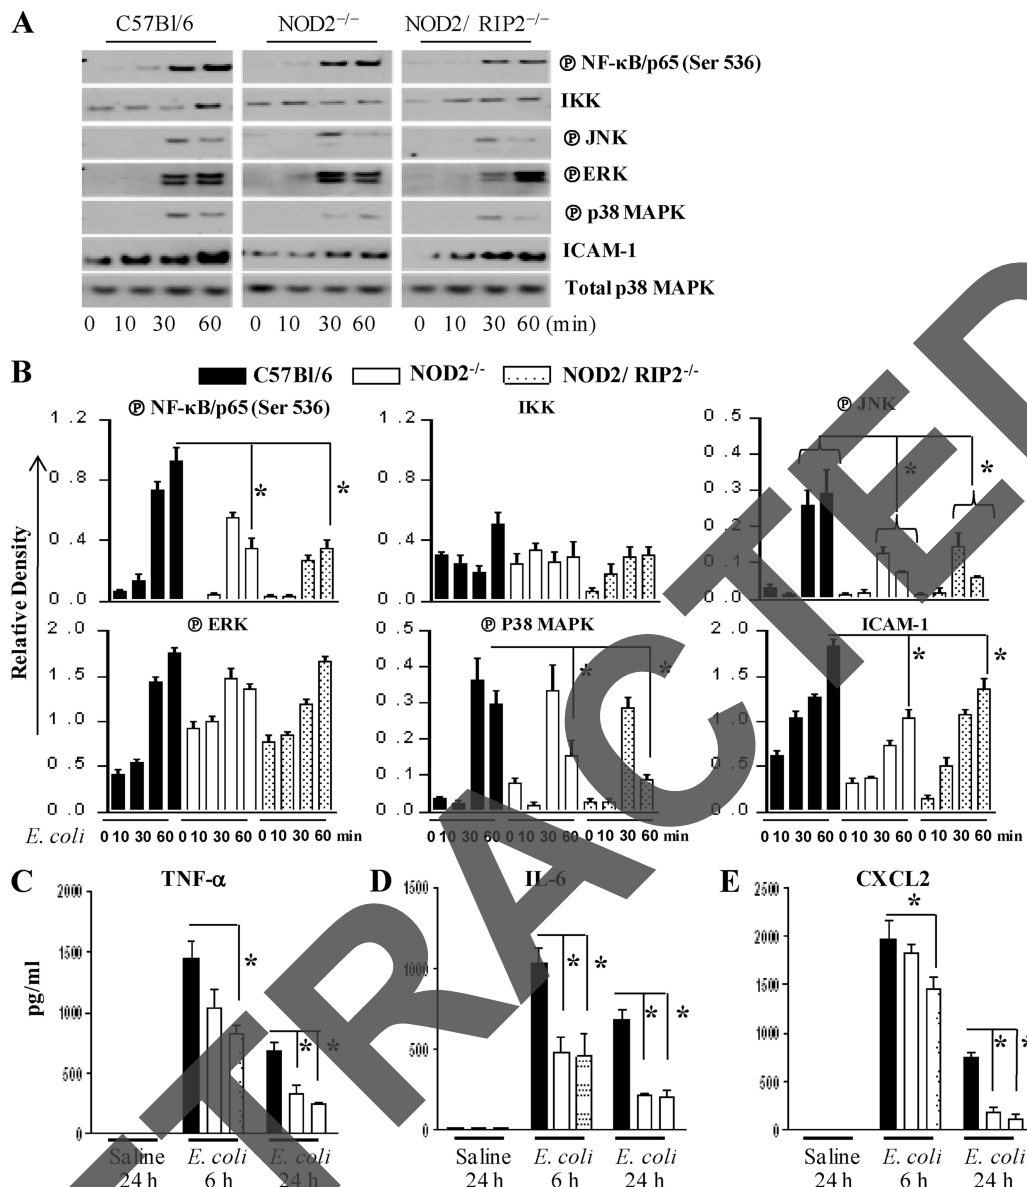 A
C57Bl/6 NOD2−/− NOD2/ RIP2−/−
Ⓟ NF-κB/p65 (Ser 536)
IKK
Ⓟ JNK
Ⓟ ERK
Ⓟ p38 MAPK
ICAM-1
Total p38 MAPK
0 10 30 60 0 10 30 60 0 10 30 60 (min)
B
C57Bl/6 NOD2-/- NOD2/ RIP2-/-
Ⓟ NF-κB/p65 (Ser 536) IKK Ⓟ JNK
1.2 1.2 0.5
0.4
0.8 0.8
0.3
0.2
0.4 0.4
0.1
0.0 0.0 0.0
* * * *
Relative Density
Ⓟ ERK Ⓟ P38 MAPK ICAM-1
2.0 0.5 2.0
0.4
1.5 1.5
0.3
1.0 1.0
0.2
0.5 0.5
0.1
0.0 0.0 0.0
* * * *
E. coli 0 10 30 60 0 10 30 60 0 10 30 60 min 0 10 30 60 0 10 30 60 0 10 30 60 min 0 10 30 60 0 10 30 60 0 10 30 60 min
C TNF-α D IL-6 E CXCL2
pg/ml
2000 1500 2500
2000
1500
1000 1500
1000
1000
500
500 500
0 0 0
* * * * * * * * * *
Saline E. coli E. coli Saline E. coli E. coli Saline E. coli E. coli
24 h 6 h 24 h 24 h 6 h 24 h 24 h 6 h 24 h
TRACTED